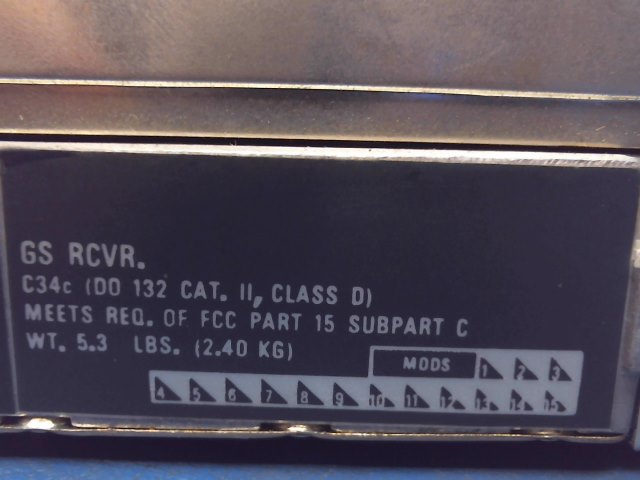 GS RCVR.
C34c (DO 132 CAT. II, CLASS D)
MEETS REQ. OF FCC PART 15 SUBPART C
WT. 5.3 LBS. (2.40 KG)
MODS 1 2 3
4 5 6 7 8 9 10 11 12 13 14 15